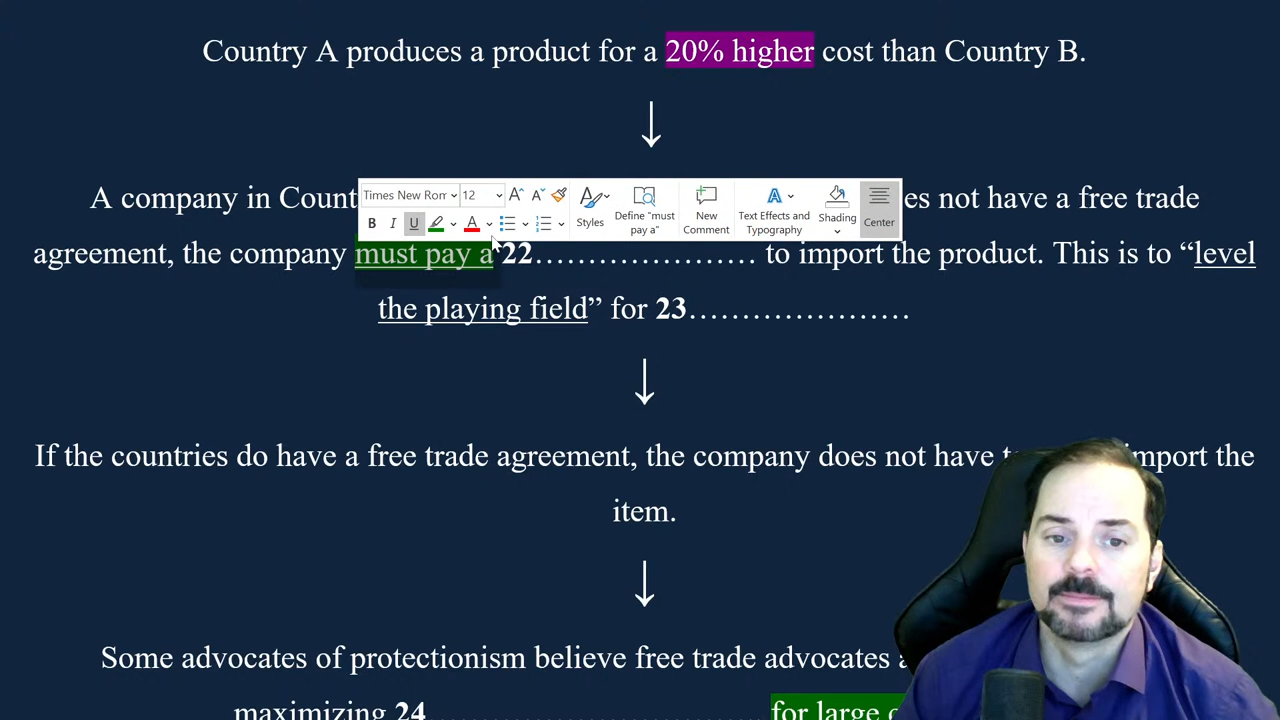 Country A produces a product for a 20% higher cost than Country B.
↓
A company in Count
es not have a free trade
Times New Ror
12
Styles
Define "must pay a"
New Comment
Text Effects and Typography
Shading
Center
B I U
agreement, the company must pay a 22………………… to import the product. This is to “level
the playing field” for 23…………………
↓
If the countries do have a free trade agreement, the company does not have import the
item.
↓
Some advocates of protectionism believe free trade advocates
maximizing 24………………………… for large